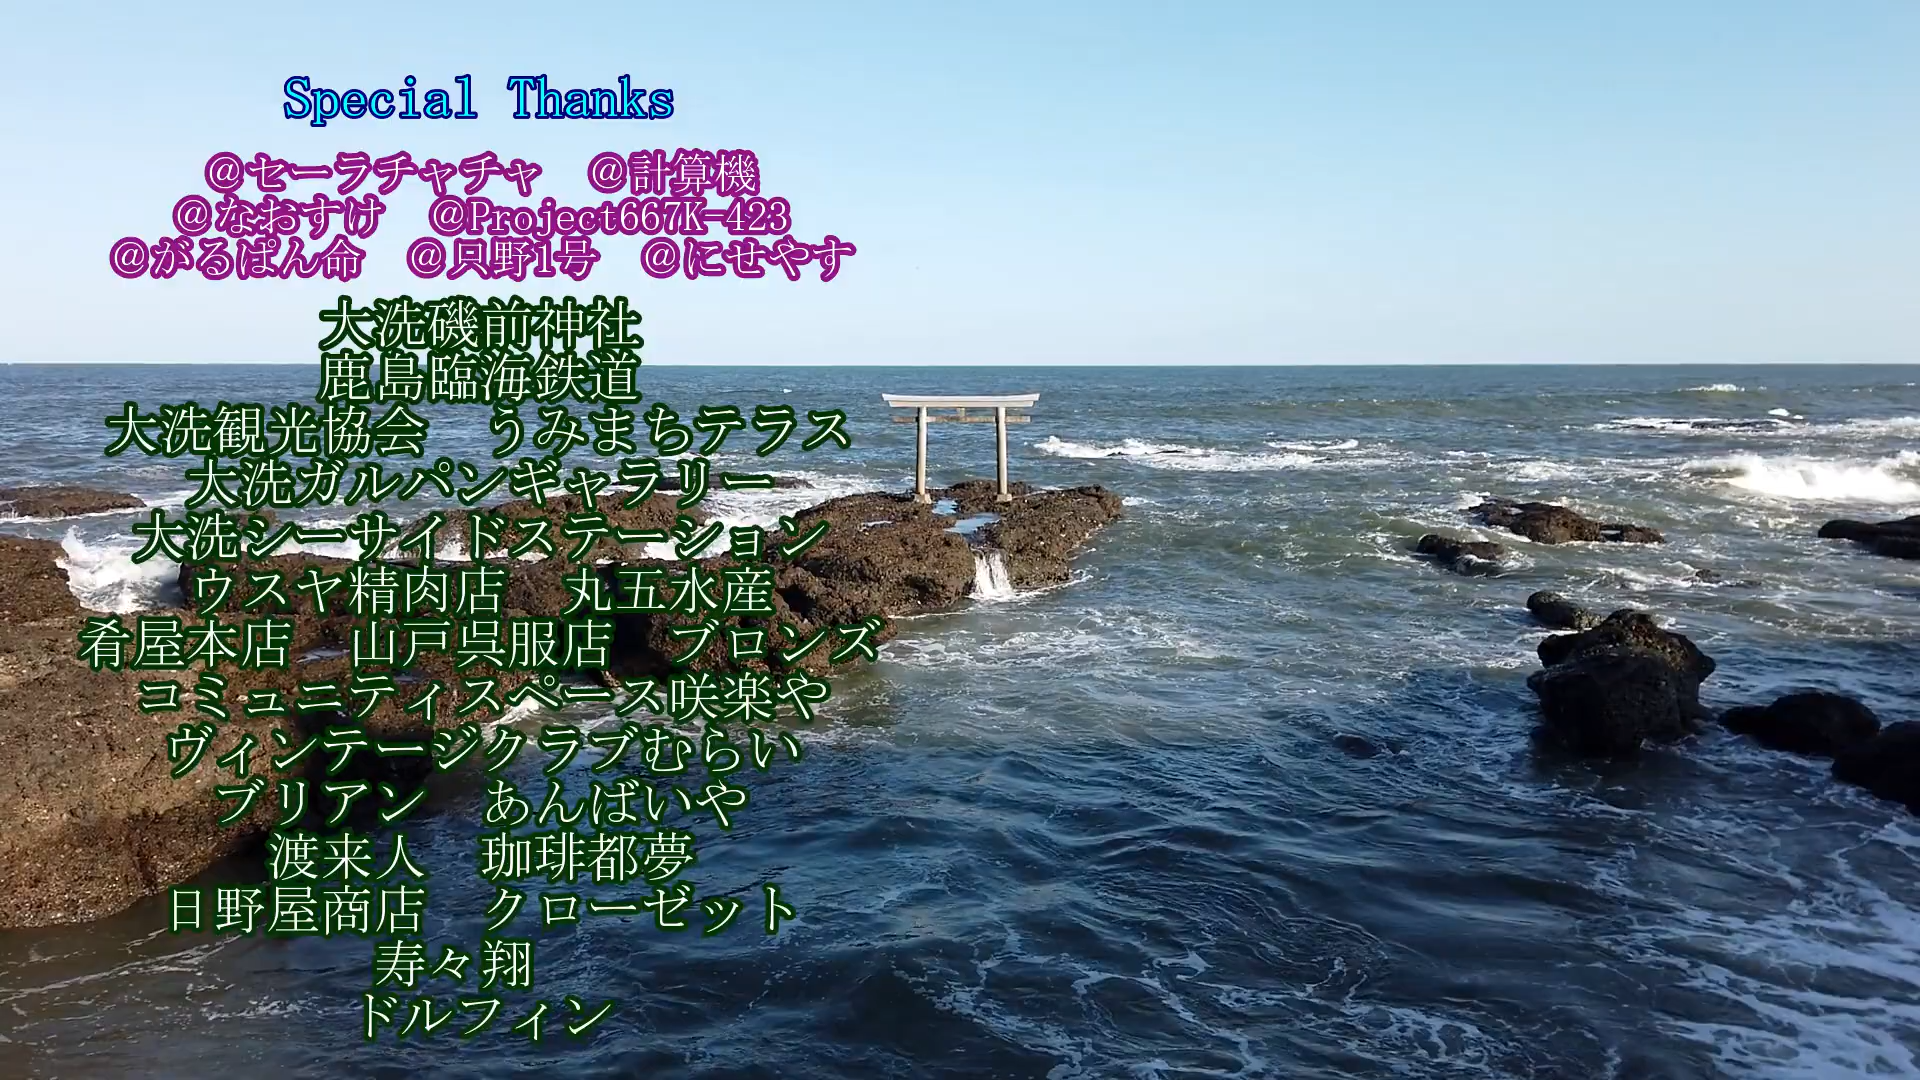 Special Thanks
@セーラチャチャ　@計算機
@なおすけ　@Project667K-423
@がるぱん命　@只野1号　@にせやす
大洗磯前神社
鹿島臨海鉄道
大洗観光協会　うみまちテラス
大洗ガルパンギャラリー
大洗シーサイドステーション
ウスヤ精肉店　丸五水産
肴屋本店　山戸呉服店　ブロンズ
コミュニティスペース咲楽や
ヴィンテージクラブむらい
ブリアン　あんばいや
渡来人　珈琲都夢
日野屋商店　クローゼット
寿々翔
ドルフィン